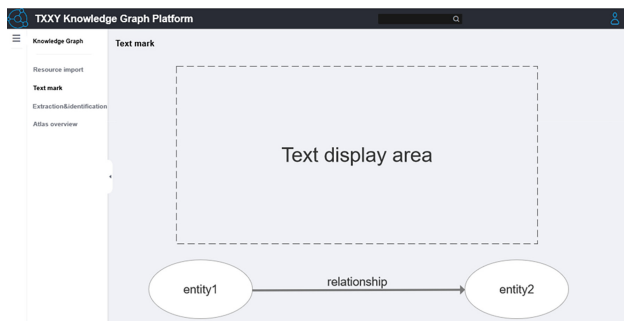 TXXY Knowledge Graph Platform
Knowledge Graph
Text mark
Resource import
Text mark
Extraction&identification
Atlas overview
Text display area
entity1
relationship
entity2